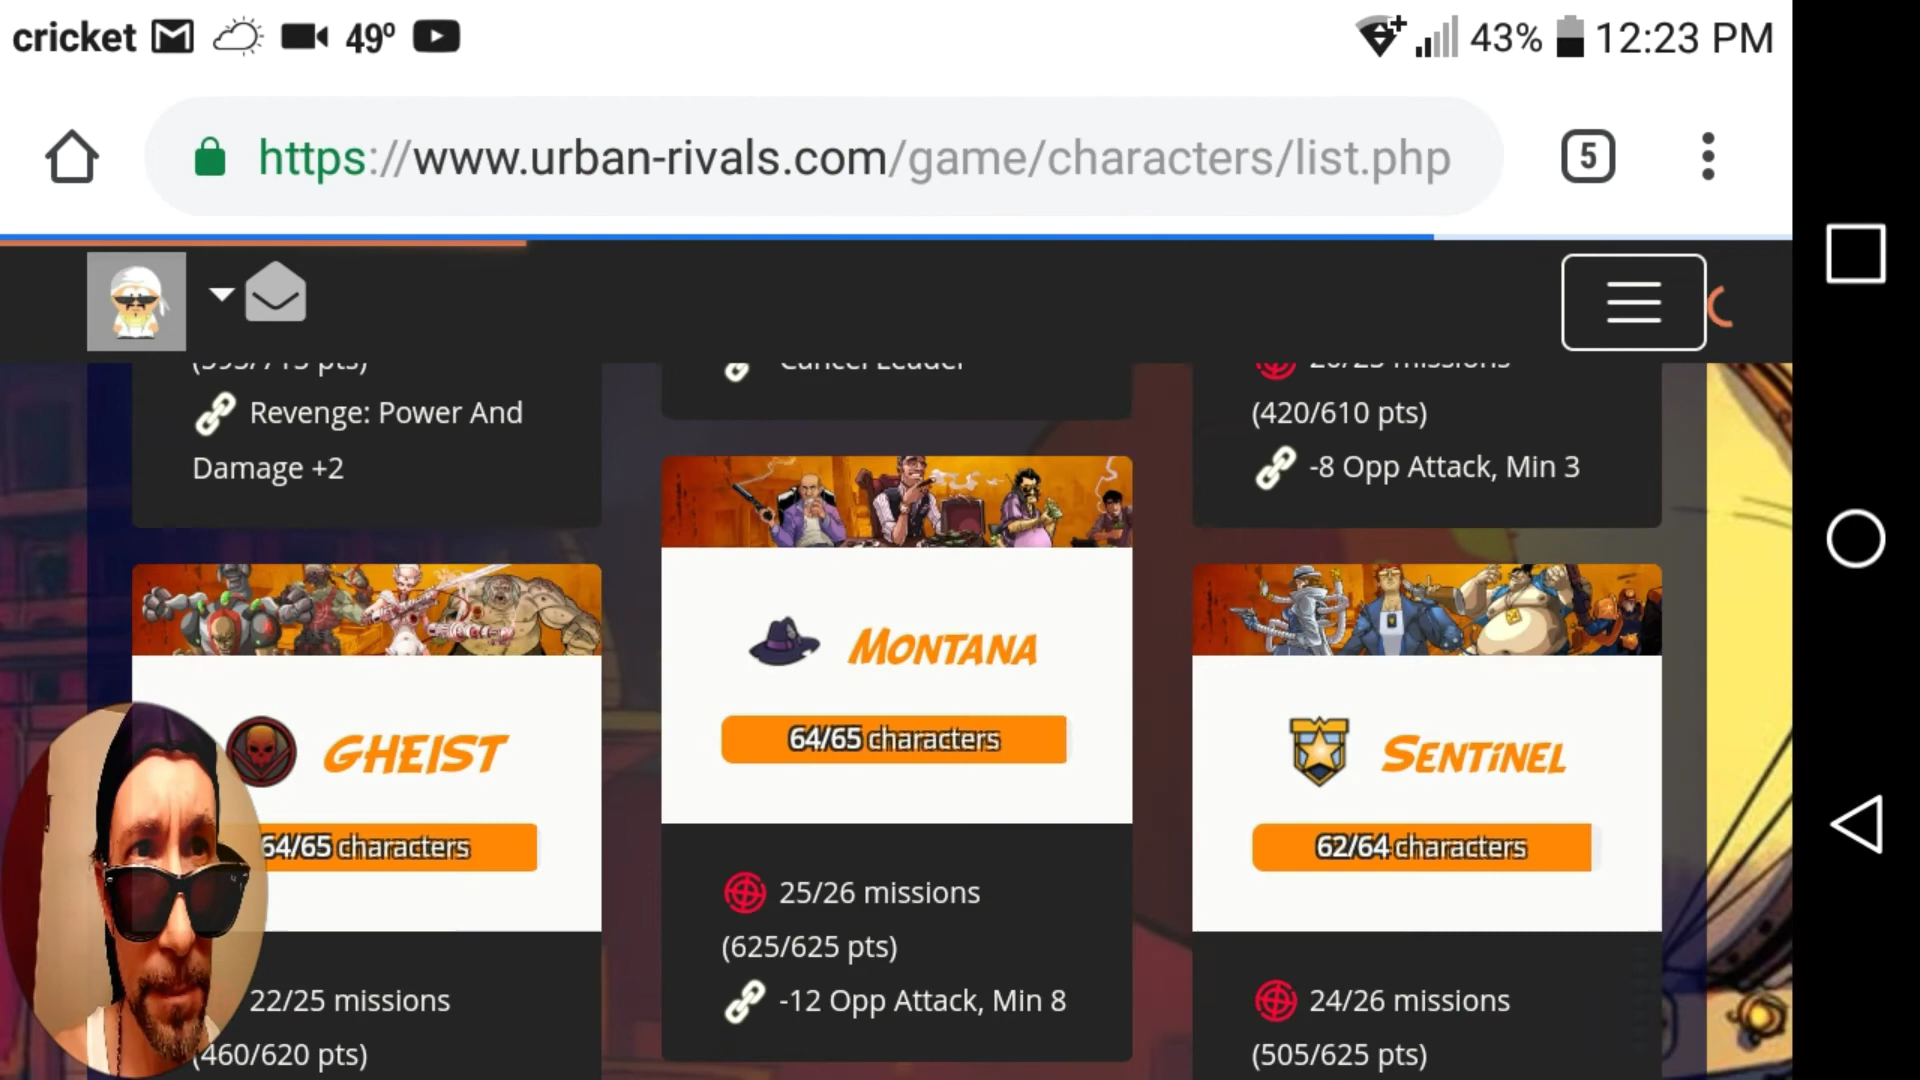 cricket 49° 43% 12:23 PM
https://www.urban-rivals.com/game/characters/list.php 5
Revenge: Power And
Damage +2
GHEIST
64/65 characters
22/25 missions
(460/620 pts)
Cancel Leader
MONTANA
64/65 characters
25/26 missions
(625/625 pts)
-12 Opp Attack, Min 8
(420/610 pts)
-8 Opp Attack, Min 3
SENTINEL
62/64 characters
24/26 missions
(505/625 pts)